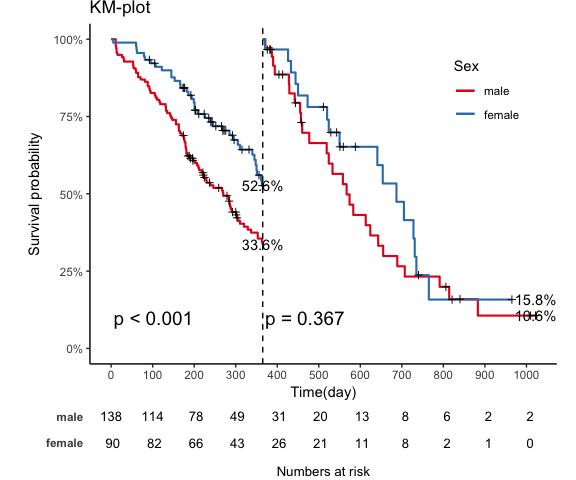 KM-plot
Survival probability
100%
75%
50%
25%
0%
52.6%
33.6%
15.8%
10.6%
p < 0.001
p = 0.367
Sex
male
female
0 100 200 300 400 500 600 700 800 900 1000
Time(day)
male 138 114 78 49 31 20 13 8 6 2 2
female 90 82 66 43 26 21 11 8 2 1 0
Numbers at risk